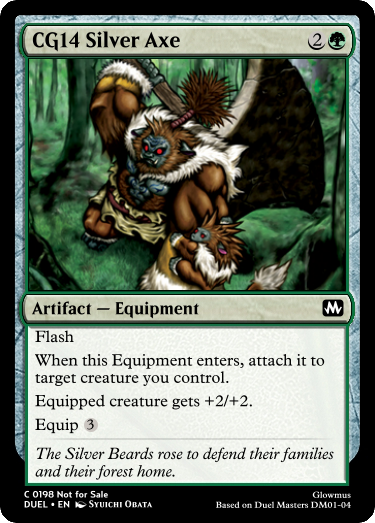 CG14 Silver Axe 2
Artifact — Equipment
Flash
When this Equipment enters, attach it to
target creature you control.
Equipped creature gets +2/+2.
Equip 3
The Silver Beards rose to defend their families
and their forest home.
C 0198 Not for Sale
Glowmus
DUEL • EN Syuichi Obata
Based on Duel Masters DM01-04